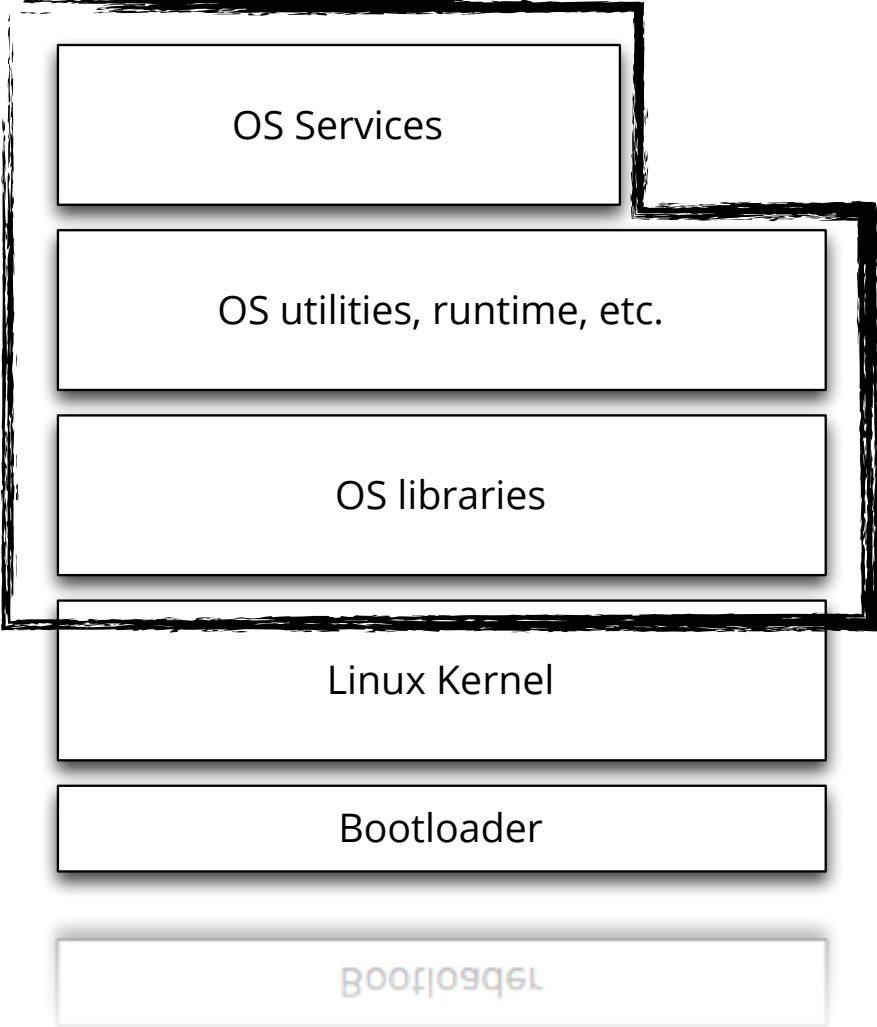 OS Services
OS utilities, runtime, etc.
OS libraries
Linux Kernel
Bootloader
Bootloader